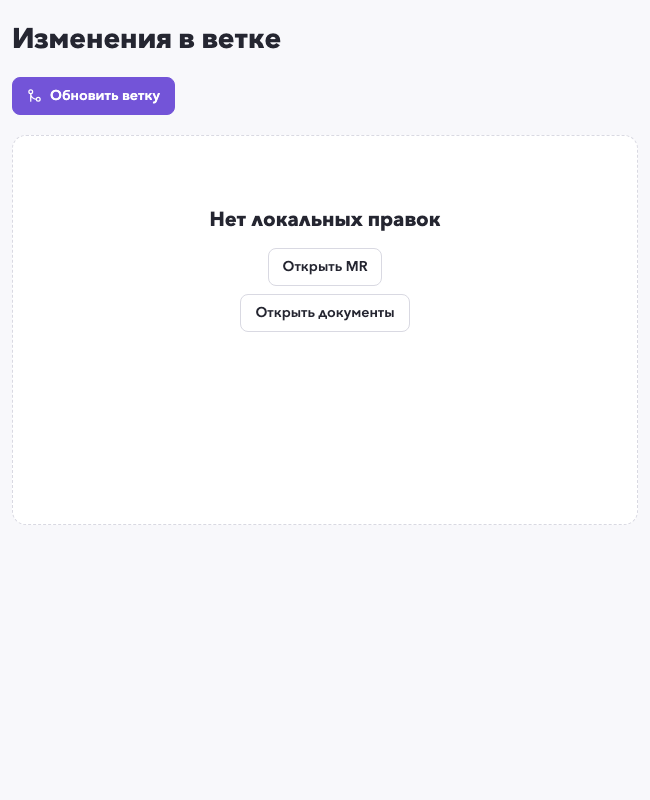 Изменения в ветке
Обновить ветку
Нет локальных правок
Открыть MR
Открыть документы